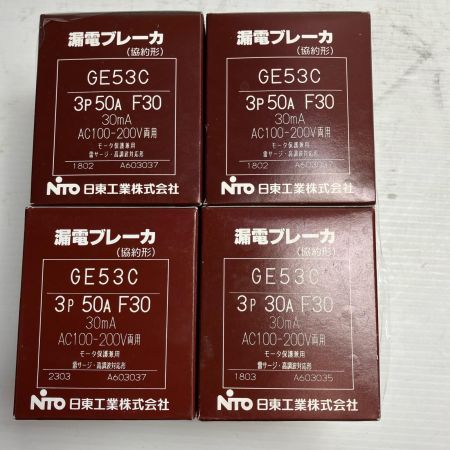 漏電ブレーカ
(協約形)
GE53C
3P 50A F30
30mA
AC100-200V両用
モータ保護兼用
雷サージ・高調波対応形
1802 A603037
NITO 日東工業株式会社
漏電ブレーカ
(協約形)
GE53C
3P 50A F30
30mA
AC100-200V両用
モータ保護兼用
雷サージ・高調波対応形
1802 A603037
NITO 日東工業株式会社
漏電ブレーカ
(協約形)
GE53C
3P 50A F30
30mA
AC100-200V両用
モータ保護兼用
雷サージ・高調波対応形
2303 A603037
NITO 日東工業株式会社
漏電ブレーカ
(協約形)
GE53C
3P 30A F30
30mA
AC100-200V両用
モータ保護兼用
雷サージ・高調波対応形
1803 A603035
NITO 日東工業株式会社